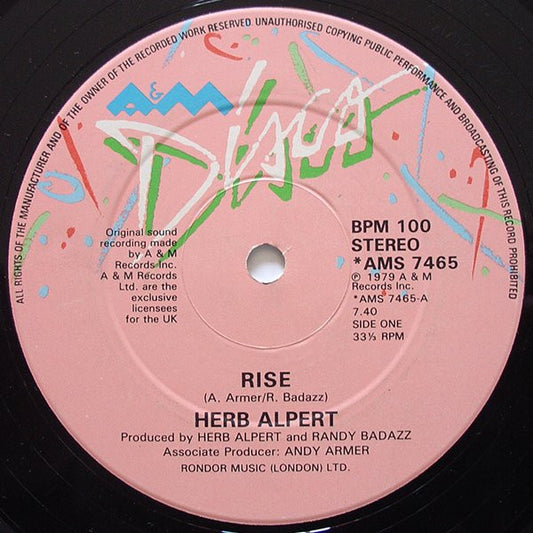 ALL RIGHTS OF THE MANUFACTURER AND OF THE OWNER OF THE RECORDED WORK RESERVED. UNAUTHORISED COPYING PUBLIC PERFORMANCE AND BROADCASTING OF THIS RECORD PROHIBITED
A&M
Disco
Original sound
recording made
by A & M
Records Inc.
A & M Records
Ltd. are the
exclusive
licensees
for the UK
BPM 100
STEREO
*AMS 7465
℗ 1979 A & M
Records Inc.
*AMS 7465-A
7.40
SIDE ONE
33⅓ RPM
RISE
(A. Armer/R. Badazz)
HERB ALPERT
Produced by HERB ALPERT and RANDY BADAZZ
Associate Producer: ANDY ARMER
RONDOR MUSIC (LONDON) LTD.